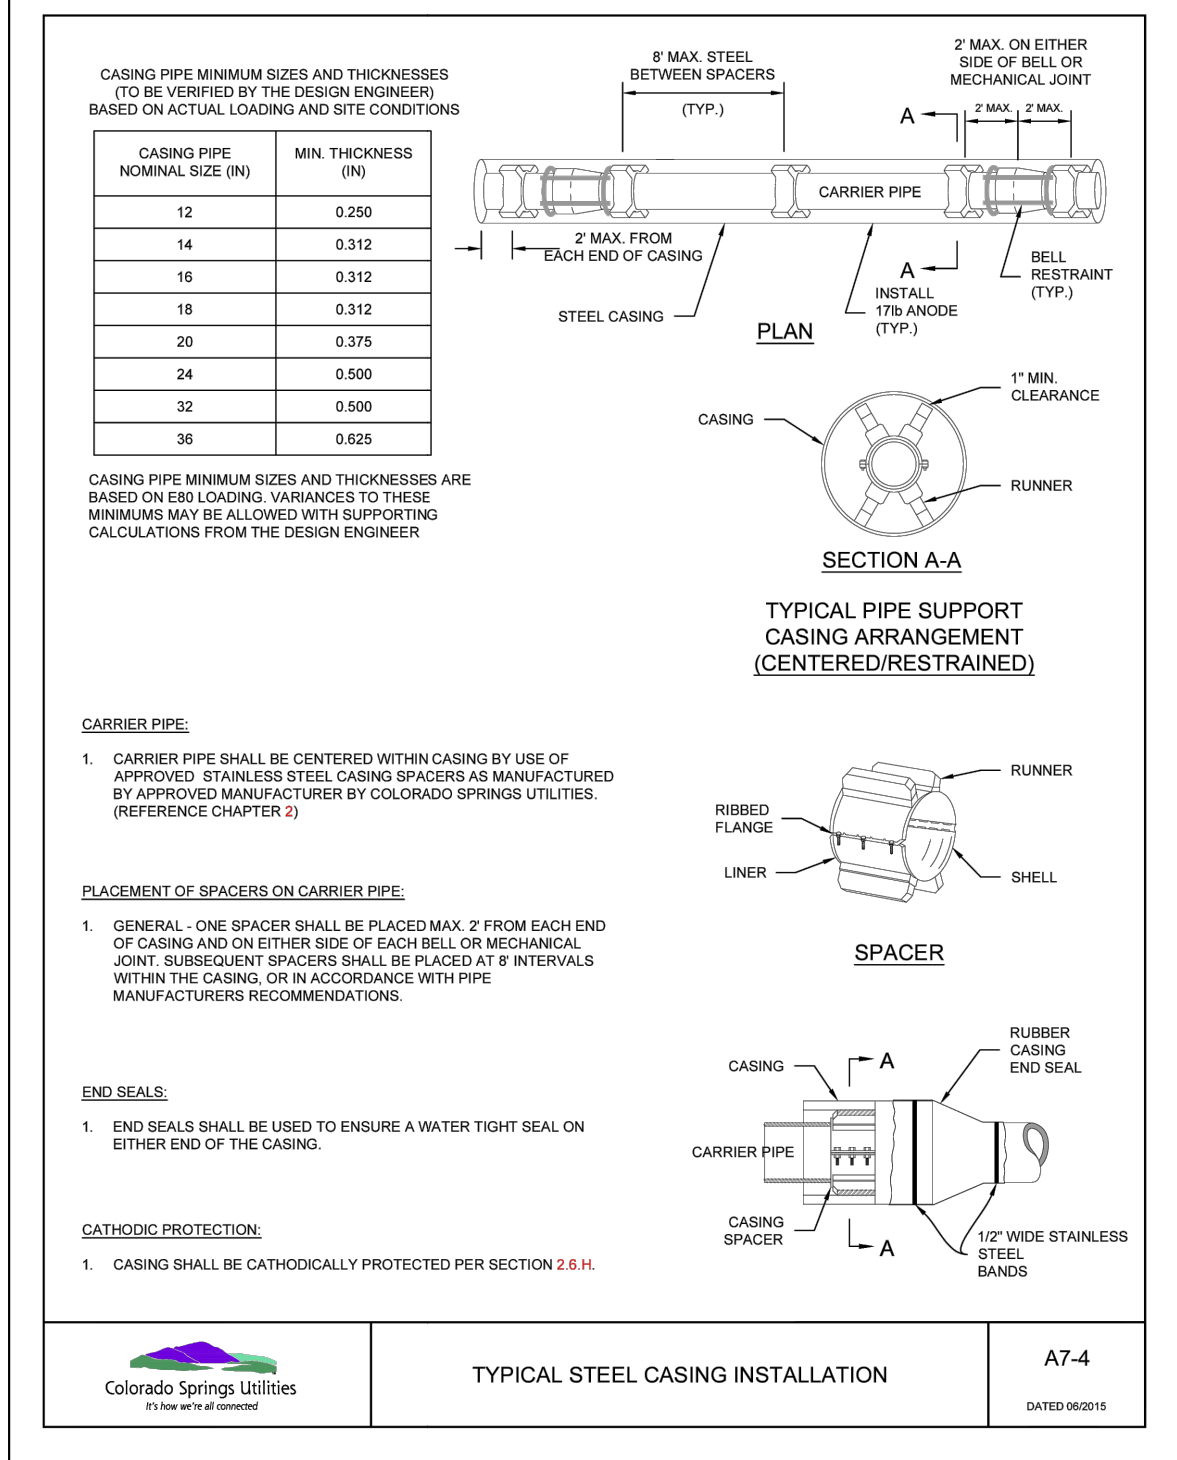 CASING PIPE MINIMUM SIZES AND THICKNESSES
(TO BE VERIFIED BY THE DESIGN ENGINEER)
BASED ON ACTUAL LOADING AND SITE CONDITIONS
CASING PIPE
NOMINAL SIZE (IN)
MIN. THICKNESS
(IN)
12 0.250
14 0.312
16 0.312
18 0.312
20 0.375
24 0.500
32 0.500
36 0.625
CASING PIPE MINIMUM SIZES AND THICKNESSES ARE
BASED ON E80 LOADING. VARIANCES TO THESE
MINIMUMS MAY BE ALLOWED WITH SUPPORTING
CALCULATIONS FROM THE DESIGN ENGINEER
8' MAX. STEEL
BETWEEN SPACERS
(TYP.)
2' MAX. ON EITHER
SIDE OF BELL OR
MECHANICAL JOINT
2' MAX. 2' MAX.
A
CARRIER PIPE
2' MAX. FROM
EACH END OF CASING
A
BELL
RESTRAINT
(TYP.)
INSTALL
17lb ANODE
(TYP.)
STEEL CASING
PLAN
1" MIN.
CLEARANCE
CASING
RUNNER
SECTION A-A
TYPICAL PIPE SUPPORT
CASING ARRANGEMENT
(CENTERED/RESTRAINED)
CARRIER PIPE:
1. CARRIER PIPE SHALL BE CENTERED WITHIN CASING BY USE OF
APPROVED STAINLESS STEEL CASING SPACERS AS MANUFACTURED
BY APPROVED MANUFACTURER BY COLORADO SPRINGS UTILITIES.
(REFERENCE CHAPTER 2)
PLACEMENT OF SPACERS ON CARRIER PIPE:
1. GENERAL - ONE SPACER SHALL BE PLACED MAX. 2' FROM EACH END
OF CASING AND ON EITHER SIDE OF EACH BELL OR MECHANICAL
JOINT. SUBSEQUENT SPACERS SHALL BE PLACED AT 8' INTERVALS
WITHIN THE CASING, OR IN ACCORDANCE WITH PIPE
MANUFACTURERS RECOMMENDATIONS.
END SEALS:
1. END SEALS SHALL BE USED TO ENSURE A WATER TIGHT SEAL ON
EITHER END OF THE CASING.
CATHODIC PROTECTION:
1. CASING SHALL BE CATHODICALLY PROTECTED PER SECTION 2.6.H.
RUNNER
RIBBED
FLANGE
LINER
SHELL
SPACER
RUBBER
CASING
END SEAL
CASING
A
CARRIER PIPE
CASING
SPACER
A
1/2" WIDE STAINLESS
STEEL
BANDS
Colorado Springs Utilities
It's how we're all connected
TYPICAL STEEL CASING INSTALLATION
A7-4
DATED 06/2015